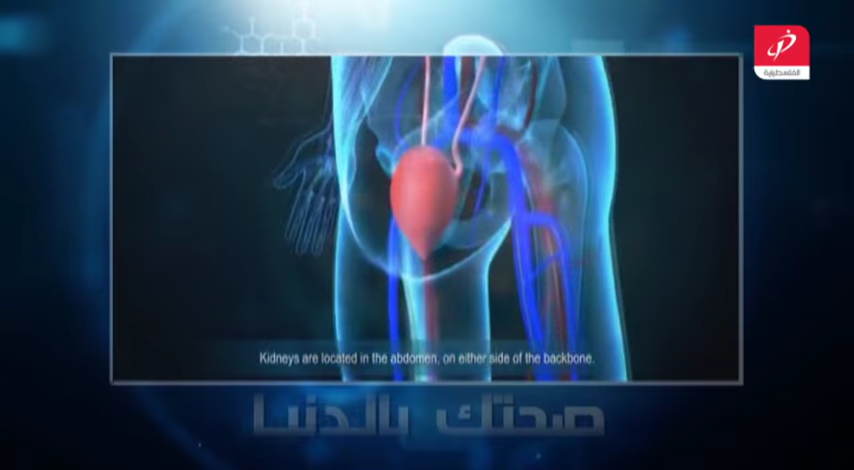 الفلسطينية
Kidneys are located in the abdomen, on either side of the backbone.
صحتك بالدنيا